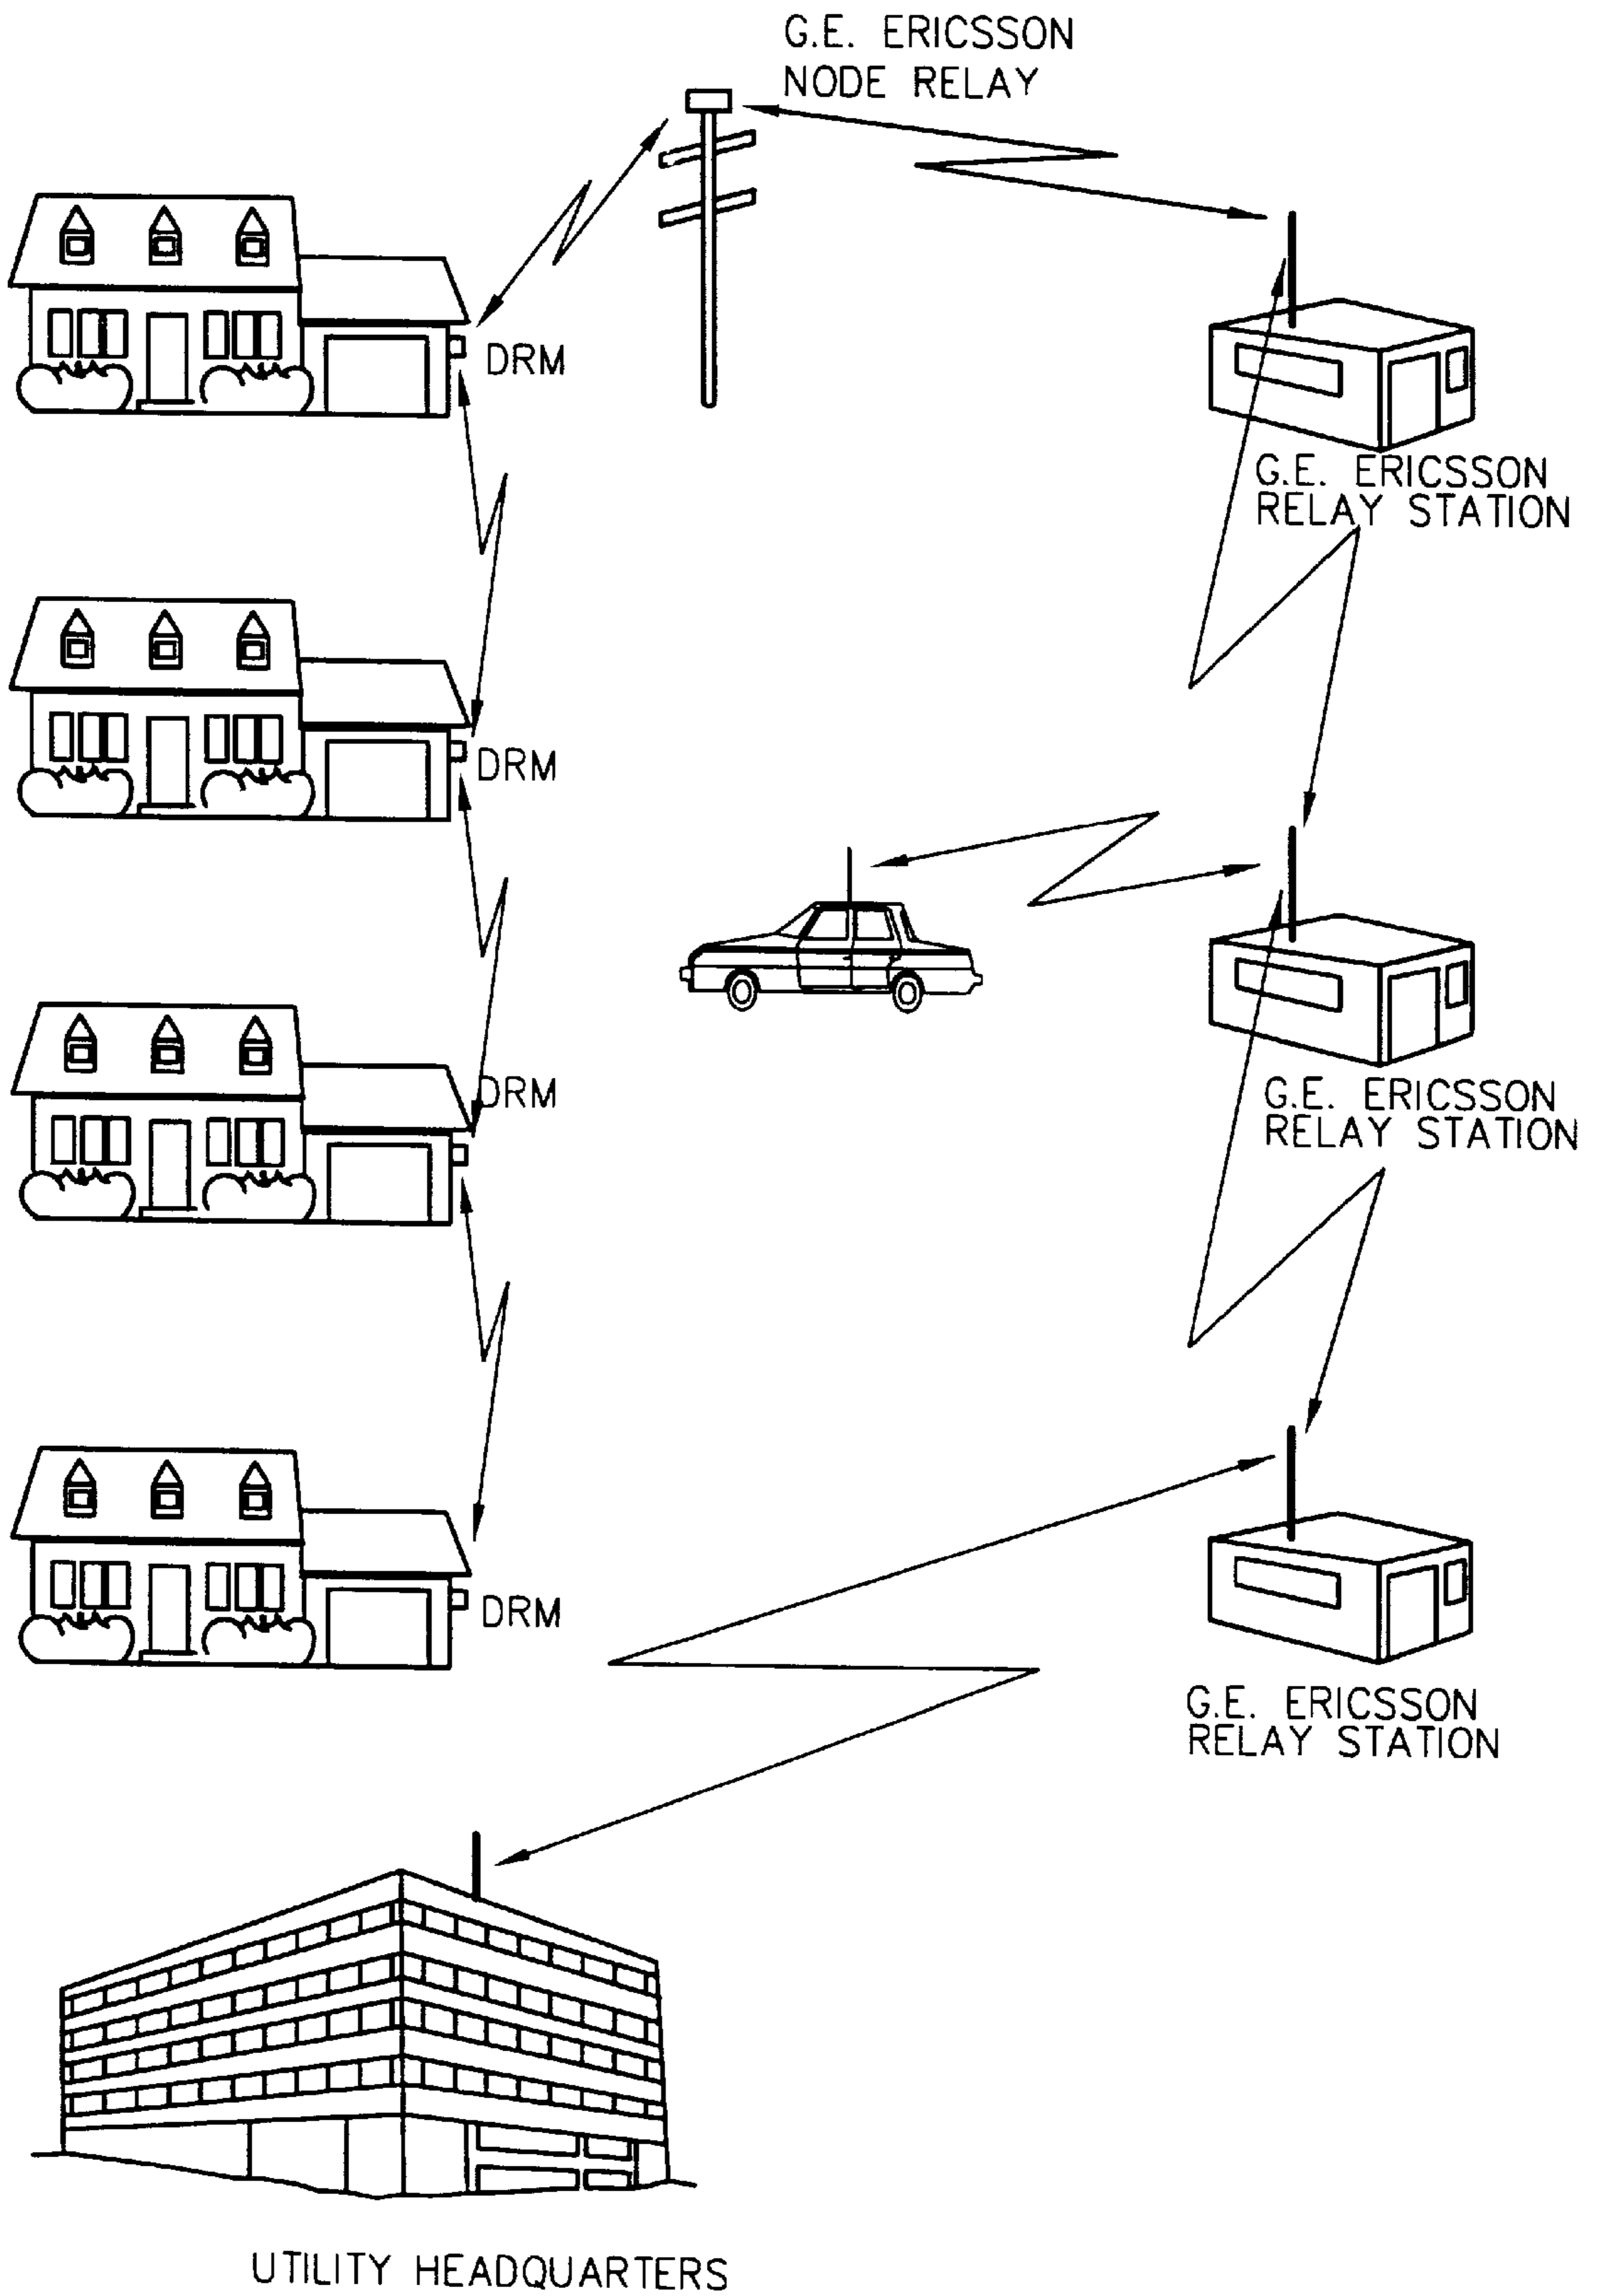 G.E. ERICSSON
NODE RELAY
DRM
G.E. ERICSSON
RELAY STATION
DRM
DRM
G.E. ERICSSON
RELAY STATION
DRM
G.E. ERICSSON
RELAY STATION
UTILITY HEADQUARTERS